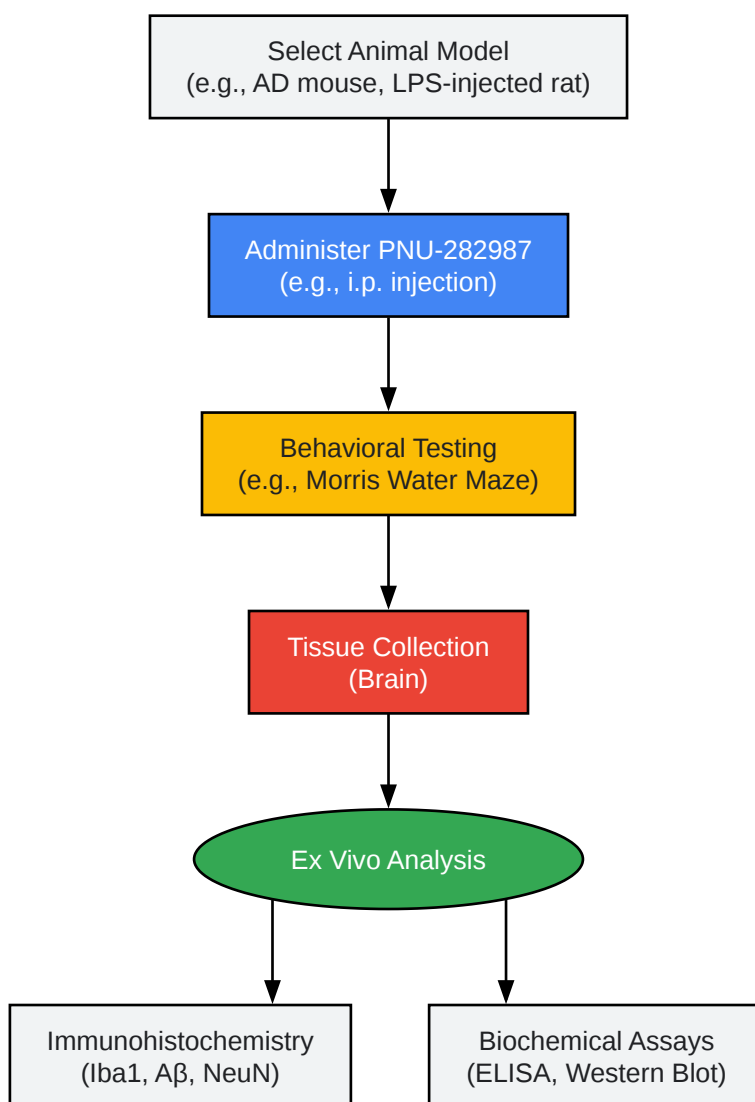 Select Animal Model
(e.g., AD mouse, LPS-injected rat)
Administer PNU-282987
(e.g., i.p. injection)
Behavioral Testing
(e.g., Morris Water Maze)
Tissue Collection
(Brain)
Ex Vivo Analysis
Immunohistochemistry
(Iba1, Aβ, NeuN)
Biochemical Assays
(ELISA, Western Blot)